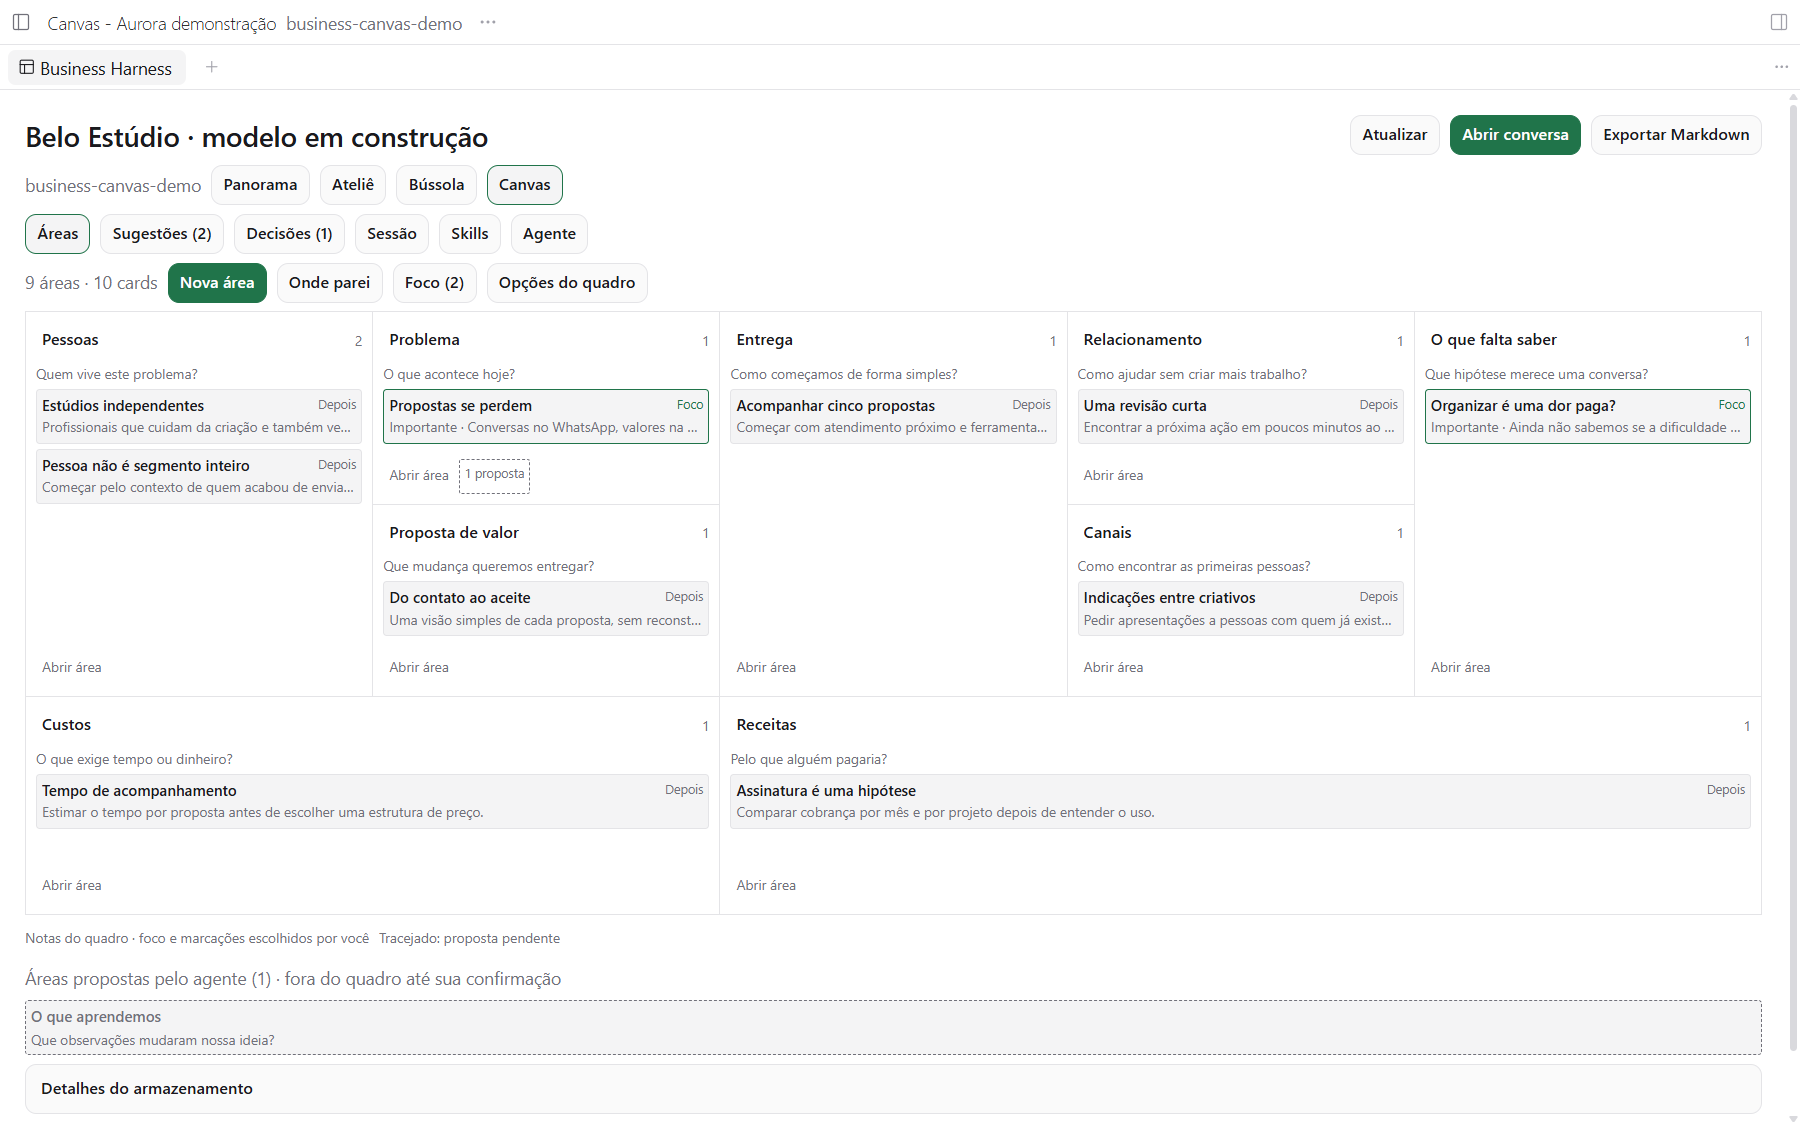 Canvas - Aurora demonstração business-canvas-demo ···
Business Harness +
Belo Estúdio · modelo em construção
Atualizar Abrir conversa Exportar Markdown
business-canvas-demo Panorama Ateliê Bússola Canvas
Áreas Sugestões (2) Decisões (1) Sessão Skills Agente
9 áreas · 10 cards Nova área Onde parei Foco (2) Opções do quadro
Pessoas 2
Quem vive este problema?
Estúdios independentes Depois
Profissionais que cuidam da criação e também ve...
Pessoa não é segmento inteiro Depois
Começar pelo contexto de quem acabou de envia...
Abrir área
Problema 1
O que acontece hoje?
Propostas se perdem Foco
Importante · Conversas no WhatsApp, valores na ...
Abrir área 1 proposta
Proposta de valor 1
Que mudança queremos entregar?
Do contato ao aceite Depois
Uma visão simples de cada proposta, sem reconst...
Abrir área
Entrega 1
Como começamos de forma simples?
Acompanhar cinco propostas Depois
Começar com atendimento próximo e ferramenta...
Abrir área
Relacionamento 1
Como ajudar sem criar mais trabalho?
Uma revisão curta Depois
Encontrar a próxima ação em poucos minutos ao ...
Abrir área
Canais 1
Como encontrar as primeiras pessoas?
Indicações entre criativos Depois
Pedir apresentações a pessoas com quem já exist...
Abrir área
O que falta saber 1
Que hipótese merece uma conversa?
Organizar é uma dor paga? Foco
Importante · Ainda não sabemos se a dificuldade ...
Abrir área
Custos 1
O que exige tempo ou dinheiro?
Tempo de acompanhamento Depois
Estimar o tempo por proposta antes de escolher uma estrutura de preço.
Abrir área
Receitas 1
Pelo que alguém pagaria?
Assinatura é uma hipótese Depois
Comparar cobrança por mês e por projeto depois de entender o uso.
Abrir área
Notas do quadro · foco e marcações escolhidos por você Tracejado: proposta pendente
Áreas propostas pelo agente (1) · fora do quadro até sua confirmação
O que aprendemos
Que observações mudaram nossa ideia?
Detalhes do armazenamento